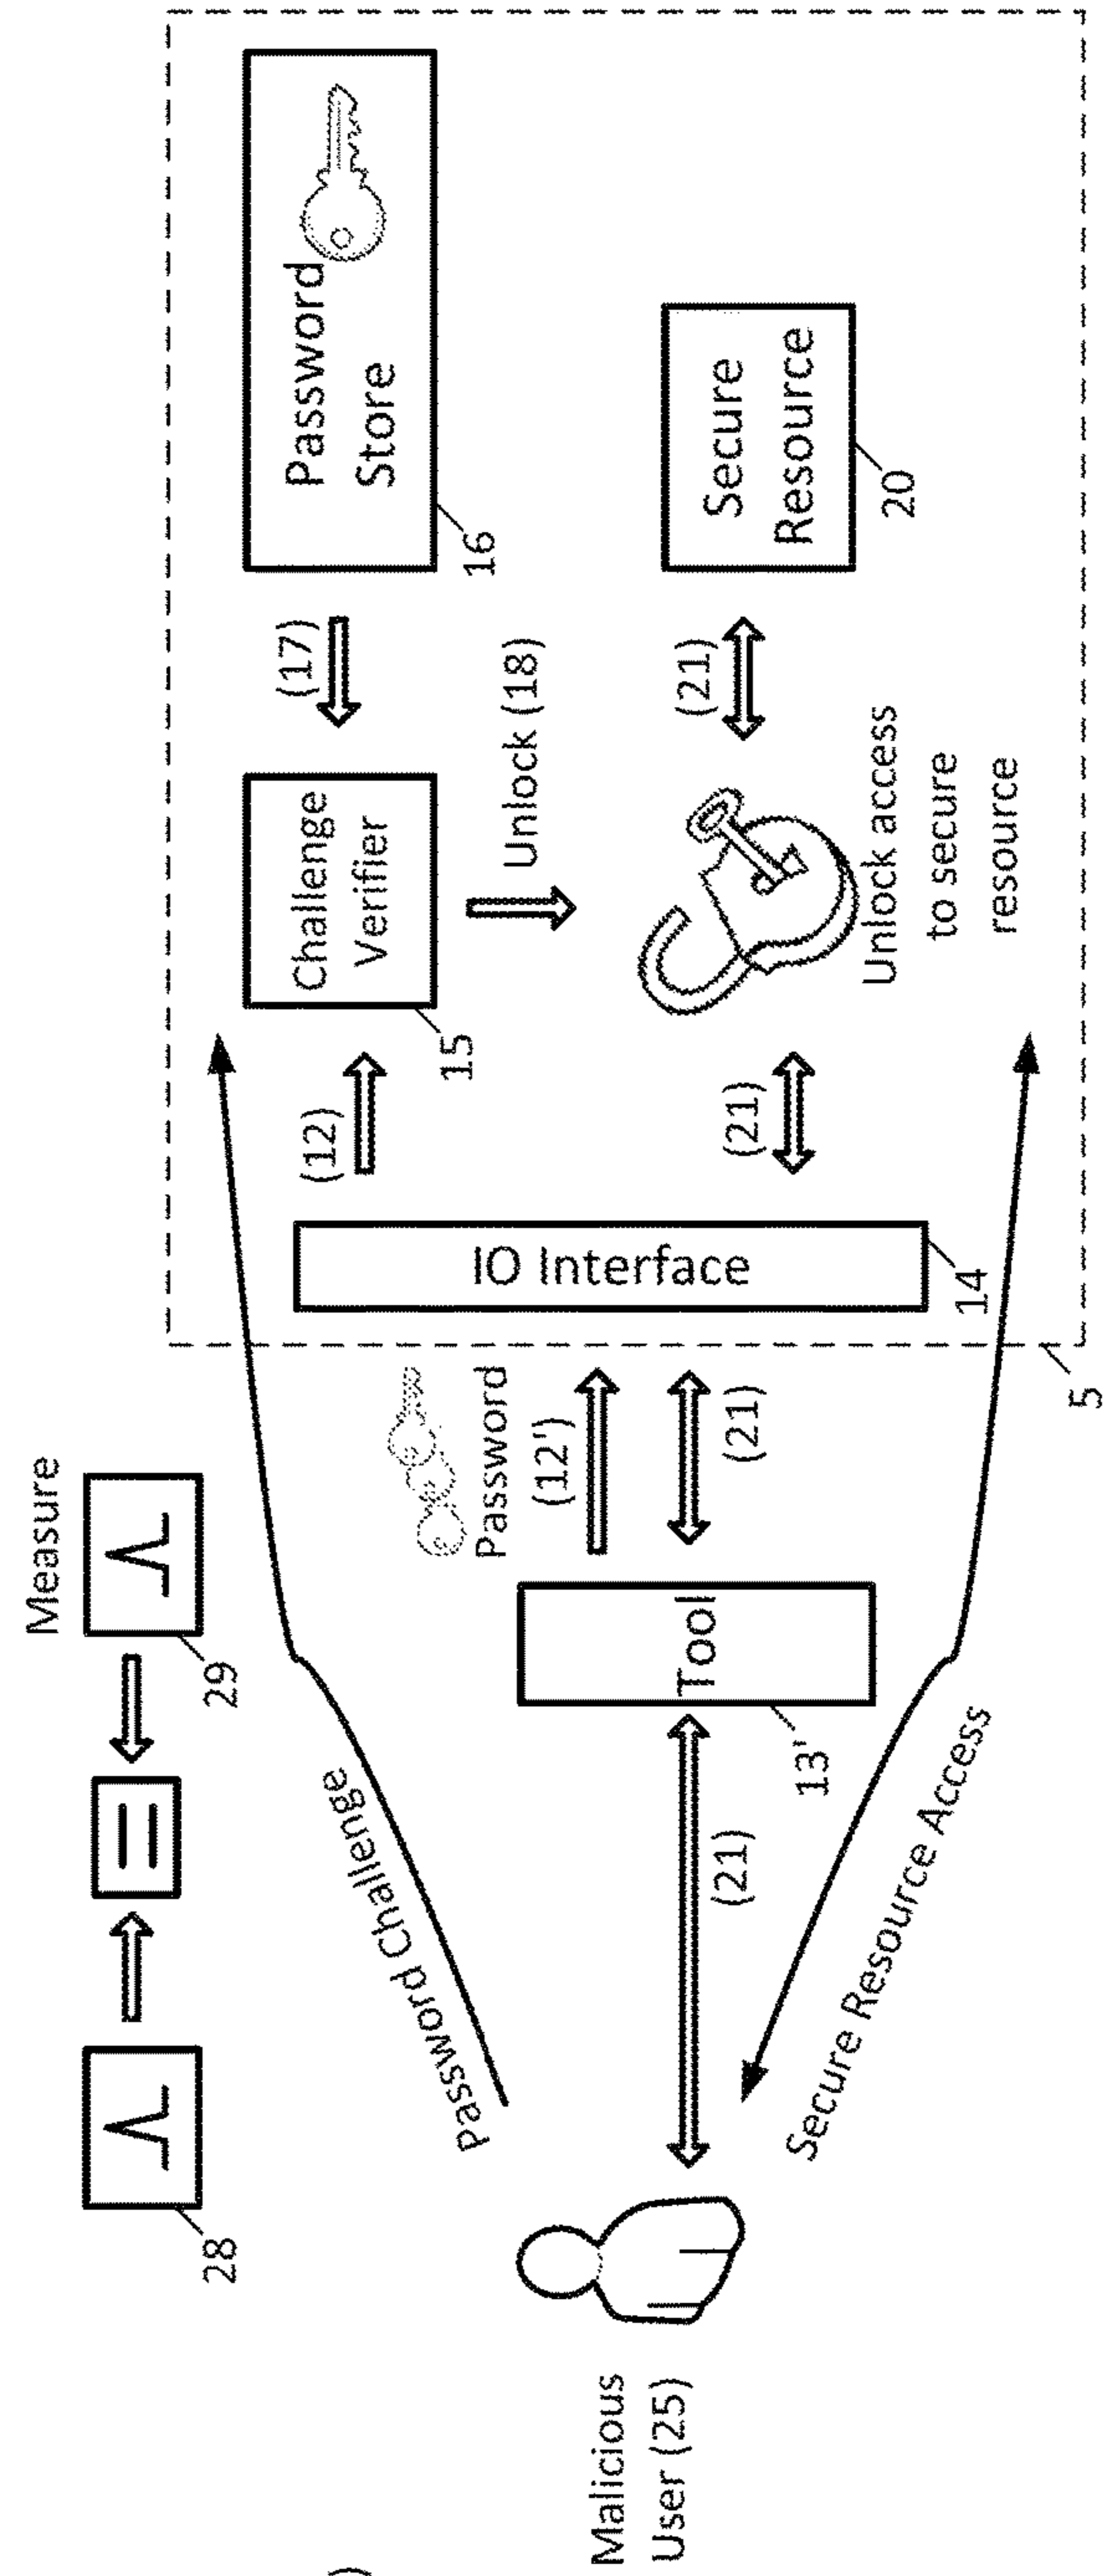 Measure
28
29
Password Challenge
Password
(12')
(21)
Malicious
User (25)
(21)
Tool
13'
Secure Resource Access
5
IO Interface
14
(12)
(21)
Challenge
Verifier
15
Unlock (18)
Unlock access
to secure
resource
(17)
(21)
Password
Store
16
Secure
Resource
20
)